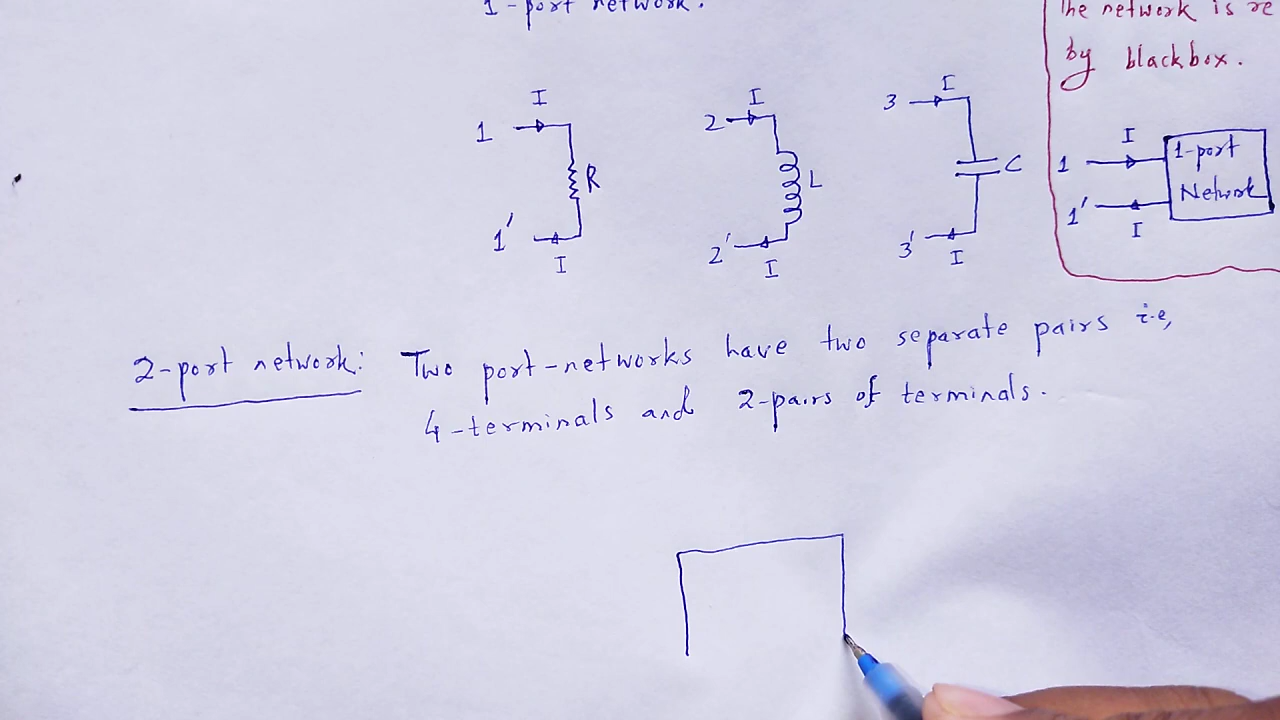 1-port network.
The network is re
by blackbox.
I
1
R
1'
I
I
2
L
2'
I
I
3
C
3'
I
I
1
1-port
Network
1'
I
2-port network: Two port-networks have two separate pairs i.e,
4-terminals and 2-pairs of terminals.